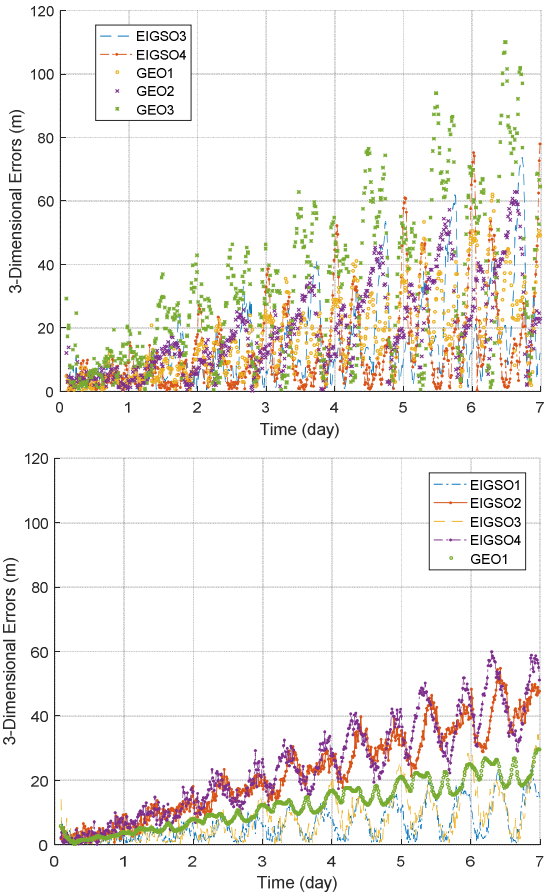 120
100
80
60
40
20
0
3-Dimensional Errors (m)
EIGSO3
EIGSO4
GEO1
GEO2
GEO3
0 1 2 3 4 5 6 7
Time (day)
120
100
80
60
40
20
0
3-Dimensional Errors (m)
EIGSO1
EIGSO2
EIGSO3
EIGSO4
GEO1
0 1 2 3 4 5 6 7
Time (day)